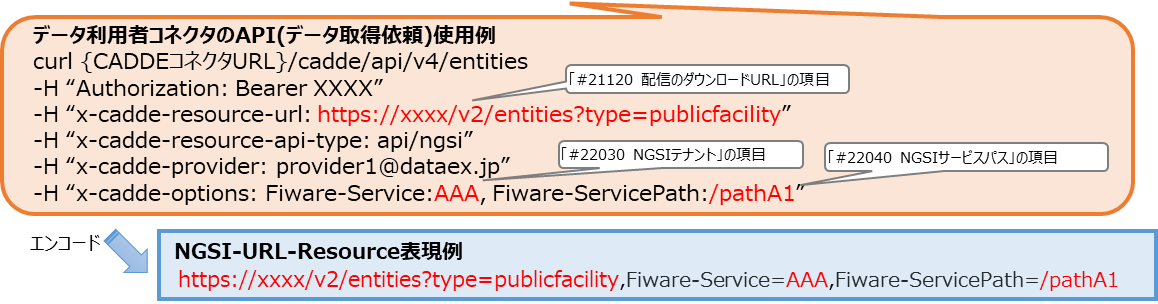 データ利用者コネクタのAPI(データ取得依頼)使用例
curl {CADDEコネクタURL}/cadde/api/v4/entities
-H “Authorization: Bearer XXXX”
「#21120 配信のダウンロードURL」の項目
-H “x-cadde-resource-url: https://xxxx/v2/entities?type=publicfacility”
-H “x-cadde-resource-api-type: api/ngsi”
「#22030 NGSIテナント」の項目
「#22040 NGSIサービスパス」の項目
-H “x-cadde-provider: provider1@dataex.jp”
-H “x-cadde-options: Fiware-Service:AAA, Fiware-ServicePath:/pathA1”
エンコード
NGSI-URL-Resource表現例
https://xxxx/v2/entities?type=publicfacility,Fiware-Service=AAA,Fiware-ServicePath=/pathA1